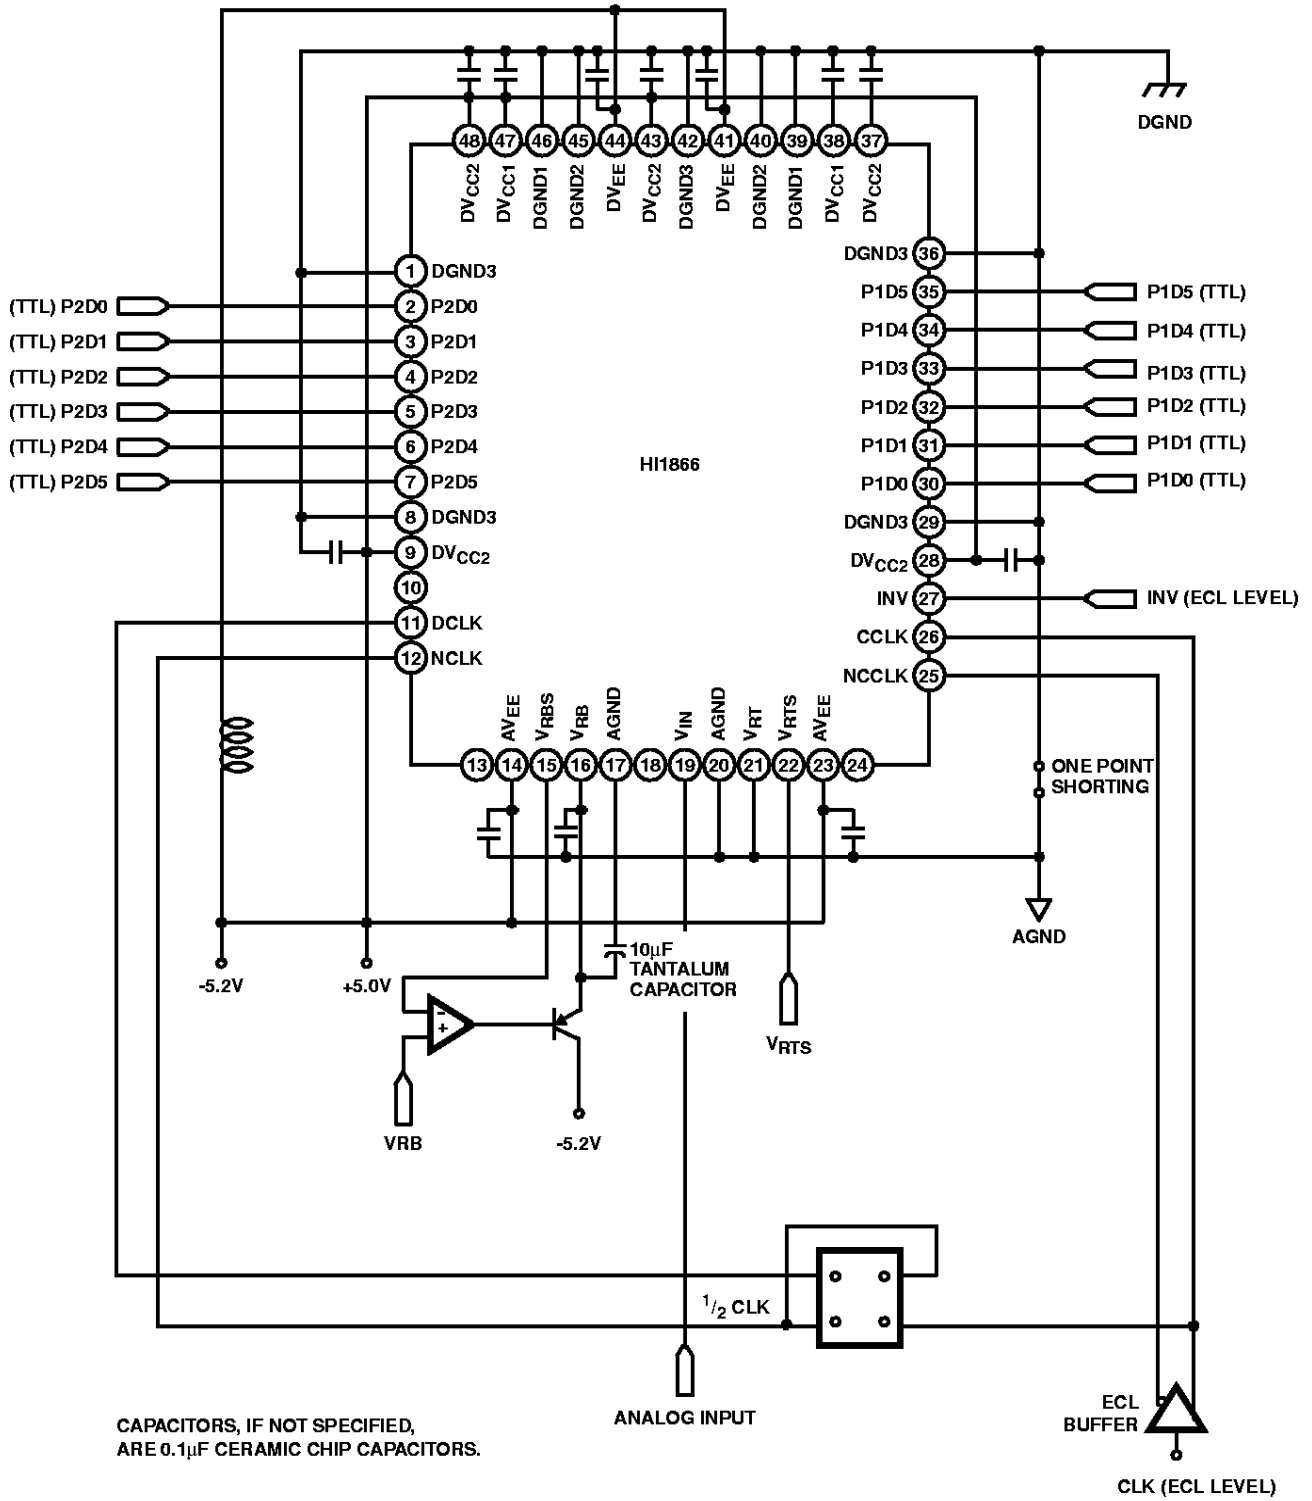 DGND
48 47 46 45 44 43 42 41 40 39 38 37
DVCC2 DVCC1 DGND1 DGND2 DVEE DVCC2 DGND3 DVEE DGND2 DGND1 DVCC1 DVCC2
1 DGND3
(TTL) P2D0 2 P2D0
(TTL) P2D1 3 P2D1
(TTL) P2D2 4 P2D2
(TTL) P2D3 5 P2D3
(TTL) P2D4 6 P2D4
(TTL) P2D5 7 P2D5
8 DGND3
9 DVCC2
10
11 DCLK
12 NCLK
HI1866
DGND3 36
P1D5 35 P1D5 (TTL)
P1D4 34 P1D4 (TTL)
P1D3 33 P1D3 (TTL)
P1D2 32 P1D2 (TTL)
P1D1 31 P1D1 (TTL)
P1D0 30 P1D0 (TTL)
DGND3 29
DVCC2 28
INV 27 INV (ECL LEVEL)
CCLK 26
NCCLK 25
AVEE VRBS VRB AGND VIN AGND VRT VRTS AVEE
13 14 15 16 17 18 19 20 21 22 23 24
ONE POINT
SHORTING
AGND
-5.2V
+5.0V
10µF
TANTALUM
CAPACITOR
-
+
VRTS
VRB
-5.2V
1/2 CLK
ANALOG INPUT
ECL
BUFFER
CLK (ECL LEVEL)
CAPACITORS, IF NOT SPECIFIED,
ARE 0.1µF CERAMIC CHIP CAPACITORS.